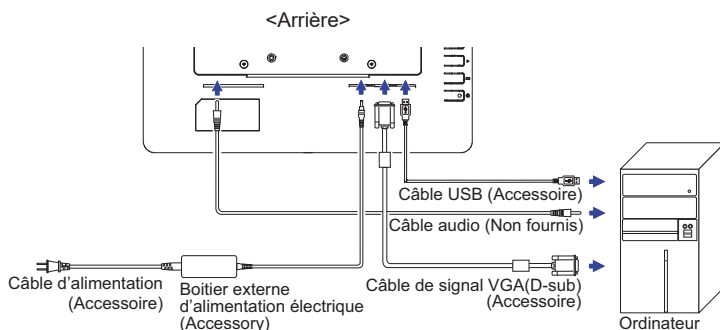 <Arrière>
Câble USB (Accessoire)
Câble audio (Non fournis)
Câble d'alimentation
(Accessoire)
Boitier externe
d'alimentation électrique
(Accessory)
Câble de signal VGA(D-sub)
(Accessoire)
Ordinateur